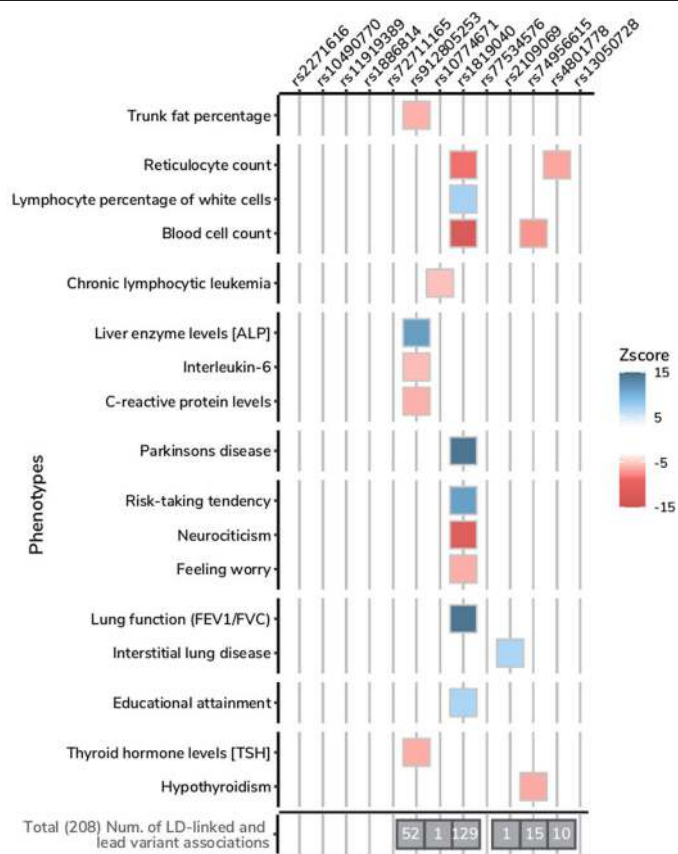 rs2271616
rs10490770
rs11919389
rs1886814
rs72711165
rs912805253
rs10774671
rs1819040
rs77534576
rs2109069
rs74956615
rs4801778
rs13050728
Trunk fat percentage
Reticulocyte count
Lymphocyte percentage of white cells
Blood cell count
Chronic lymphocytic leukemia
Liver enzyme levels [ALP]
Interleukin-6
C-reactive protein levels
Parkinsons disease
Risk-taking tendency
Neurociticism
Feeling worry
Lung function (FEV1/FVC)
Interstitial lung disease
Educational attainment
Thyroid hormone levels [TSH]
Hypothyroidism
Phenotypes
Zscore
15
5
-5
-15
Total (208) Num. of LD-linked and
lead variant associations
52 1 129 1 15 10